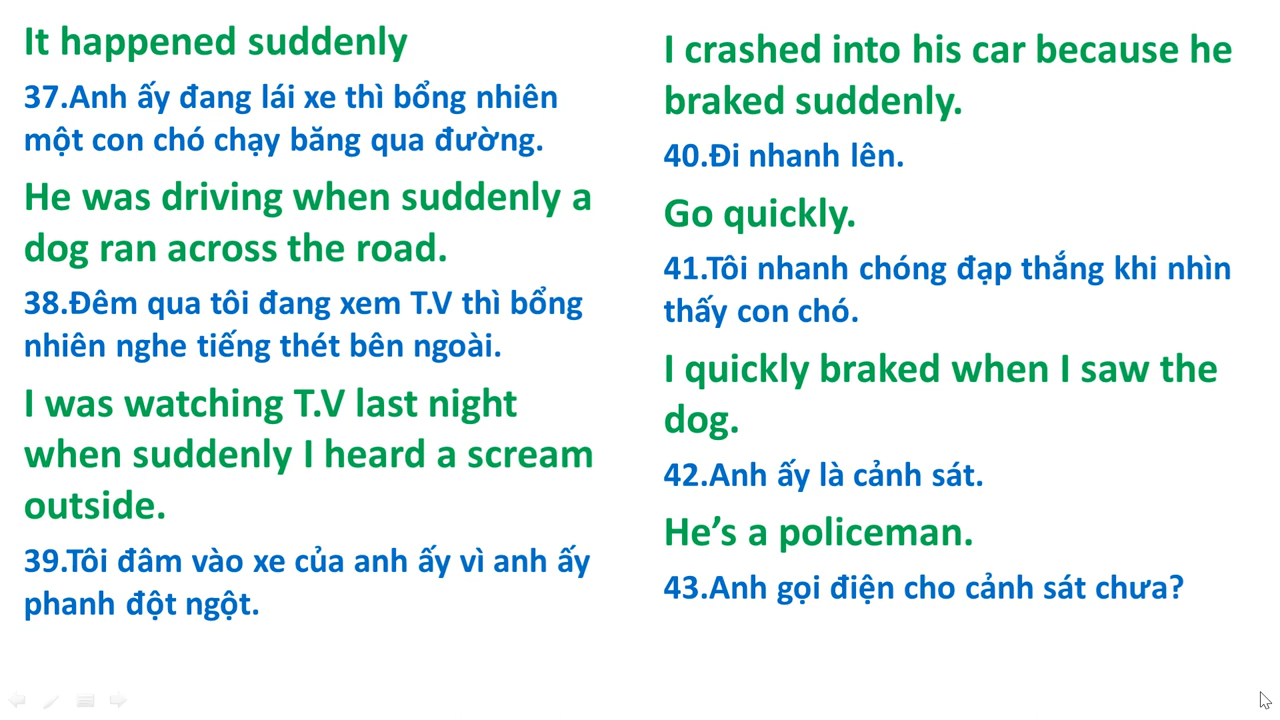 It happened suddenly
37.Anh ấy đang lái xe thì bổng nhiên
một con chó chạy băng qua đường.
He was driving when suddenly a
dog ran across the road.
38.Đêm qua tôi đang xem T.V thì bổng
nhiên nghe tiếng thét bên ngoài.
I was watching T.V last night
when suddenly I heard a scream
outside.
39.Tôi đâm vào xe của anh ấy vì anh ấy
phanh đột ngột.
I crashed into his car because he
braked suddenly.
40.Đi nhanh lên.
Go quickly.
41.Tôi nhanh chóng đạp thắng khi nhìn
thấy con chó.
I quickly braked when I saw the
dog.
42.Anh ấy là cảnh sát.
He’s a policeman.
43.Anh gọi điện cho cảnh sát chưa?